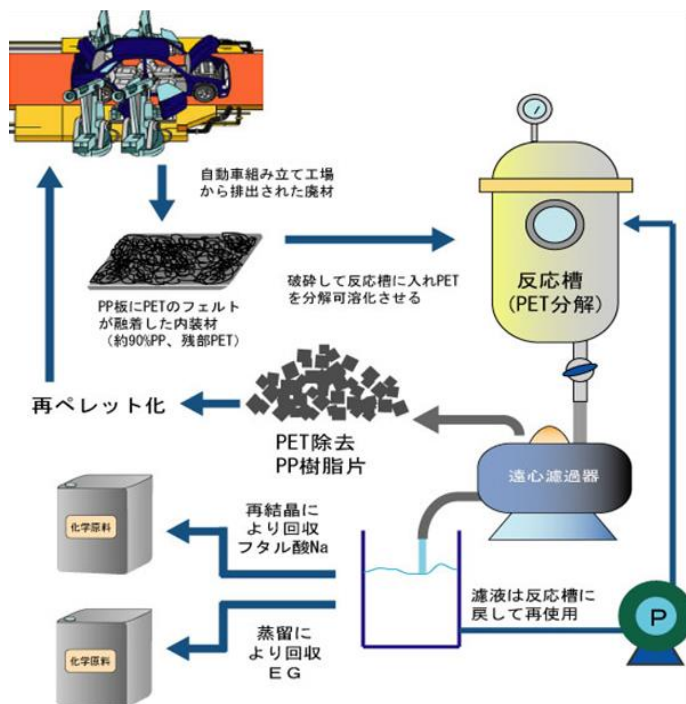 自動車組み立て工場
から排出された廃材
PP板にPETのフェルト
が融着した内装材
(約90%PP、残部PET)
破砕して反応槽に入れPET
を分解可溶化させる
反応槽
(PET分解)
再ペレット化
PET除去
PP樹脂片
遠心濾過器
化学原料
再結晶に
より回収
フタル酸Na
濾液は反応槽に
戻して再使用
P
化学原料
蒸留に
より回収
EG